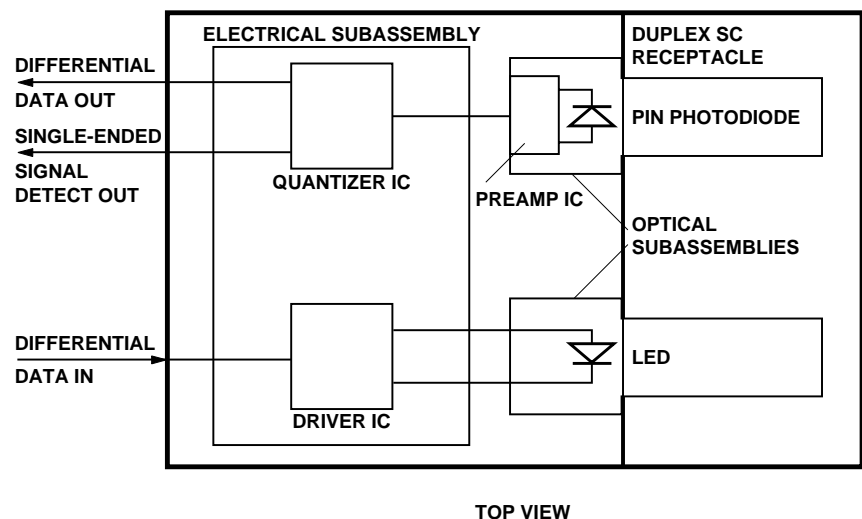 ELECTRICAL SUBASSEMBLY
DUPLEX SC
RECEPTACLE
DIFFERENTIAL
DATA OUT
SINGLE-ENDED
SIGNAL
DETECT OUT
QUANTIZER IC
PREAMP IC
PIN PHOTODIODE
OPTICAL
SUBASSEMBLIES
DIFFERENTIAL
DATA IN
DRIVER IC
LED
TOP VIEW